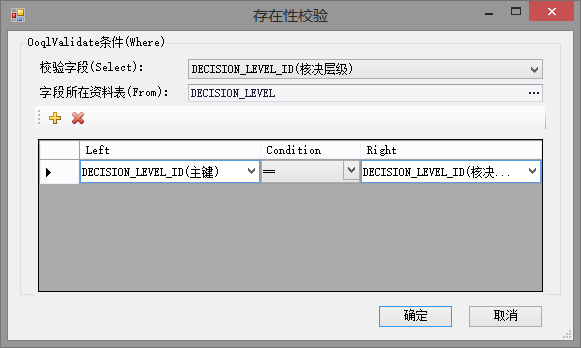 存在性校验
OoqlValidate条件(Where)
校验字段(Select): DECISION_LEVEL_ID(核决层级)
字段所在资料表(From): DECISION_LEVEL ...
Left Condition Right
DECISION_LEVEL_ID(主键) == DECISION_LEVEL_ID(核决...
确定 取消